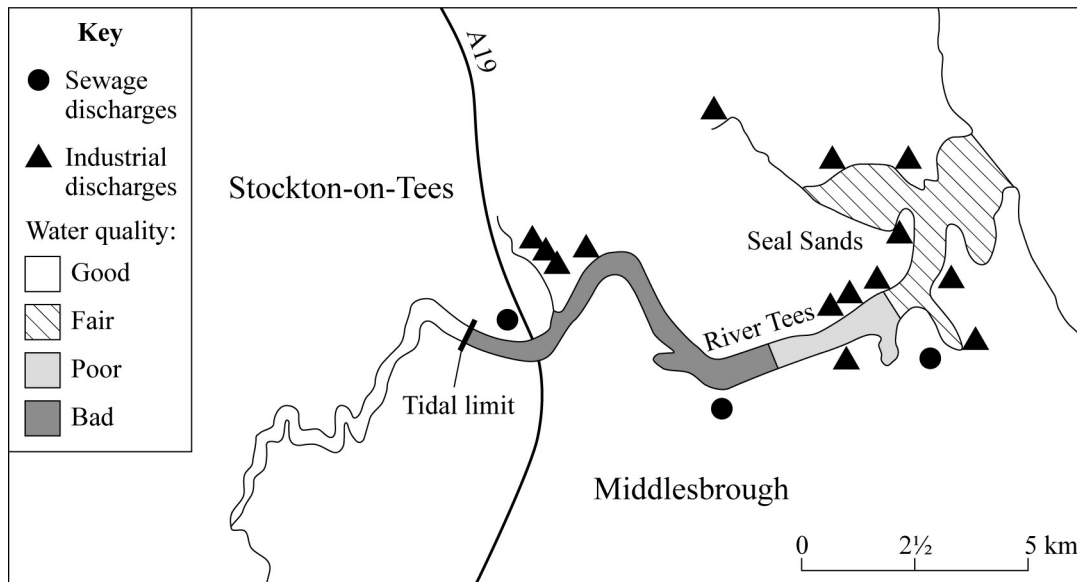 Key
Sewage
discharges
Industrial
discharges
Water quality:
Good
Fair
Poor
Bad
A19
Stockton-on-Tees
Seal Sands
River Tees
Tidal limit
Middlesbrough
0 2½ 5 km